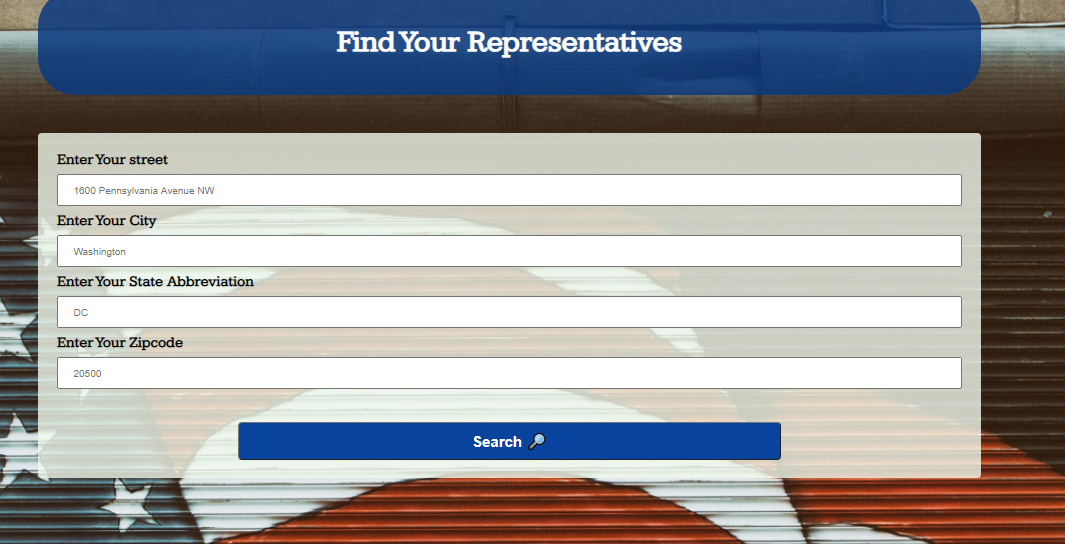 Find Your Representatives
Enter Your street
1600 Pennsylvania Avenue NW
Enter Your City
Washington
Enter Your State Abbreviation
DC
Enter Your Zipcode
20500
Search 🔎